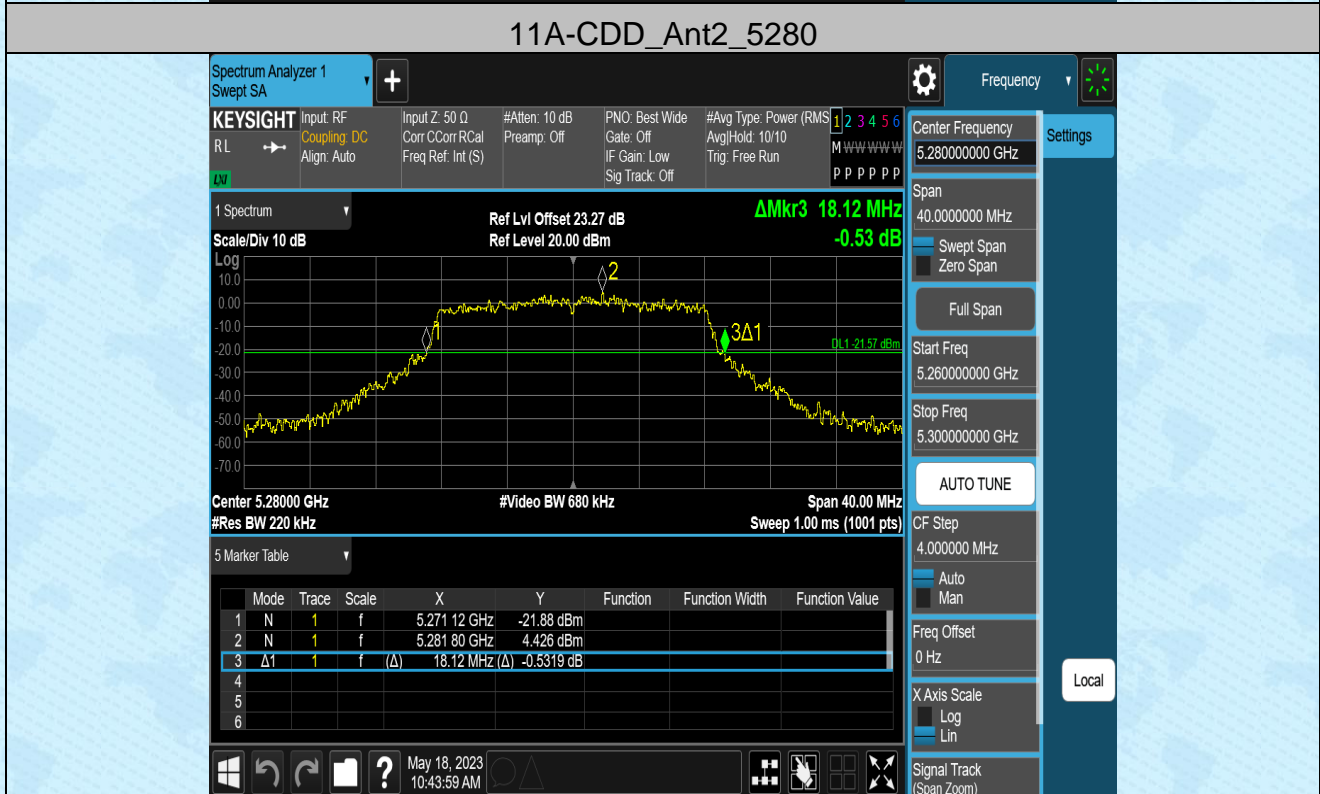 11A-CDD_Ant2_5280
Spectrum Analyzer 1
Swept SA
+
Frequency
KEYSIGHT
RL
LXI
Input: RF
Coupling: DC
Align: Auto
Input Z: 50 Ω
Corr CCorr RCal
Freq Ref: Int (S)
#Atten: 10 dB
Preamp: Off
PNO: Best Wide
Gate: Off
IF Gain: Low
Sig Track: Off
#Avg Type: Power (RMS
Avg|Hold: 10/10
Trig: Free Run
1 2 3 4 5 6
M W W W W W
P P P P P P
1 Spectrum
Scale/Div 10 dB
Ref Lvl Offset 23.27 dB
Ref Level 20.00 dBm
ΔMkr3 18.12 MHz
-0.53 dB
Log
10.0
0.00
-10.0
-20.0
-30.0
-40.0
-50.0
-60.0
-70.0
1
2
3Δ1
DL1 -21.57 dBm
Center 5.28000 GHz
#Video BW 680 kHz
Span 40.00 MHz
#Res BW 220 kHz
Sweep 1.00 ms (1001 pts)
5 Marker Table
Mode Trace Scale X Y Function Function Width Function Value
1 N 1 f 5.271 12 GHz -21.88 dBm
2 N 1 f 5.281 80 GHz 4.426 dBm
3 Δ1 1 f (Δ) 18.12 MHz (Δ) -0.5319 dB
4
5
6
?
May 18, 2023
10:43:59 AM
Center Frequency
5.280000000 GHz
Settings
Span
40.0000000 MHz
Swept Span
Zero Span
Full Span
Start Freq
5.260000000 GHz
Stop Freq
5.300000000 GHz
AUTO TUNE
CF Step
4.000000 MHz
Auto
Man
Freq Offset
0 Hz
X Axis Scale
Log
Lin
Local
Signal Track
(Span Zoom)